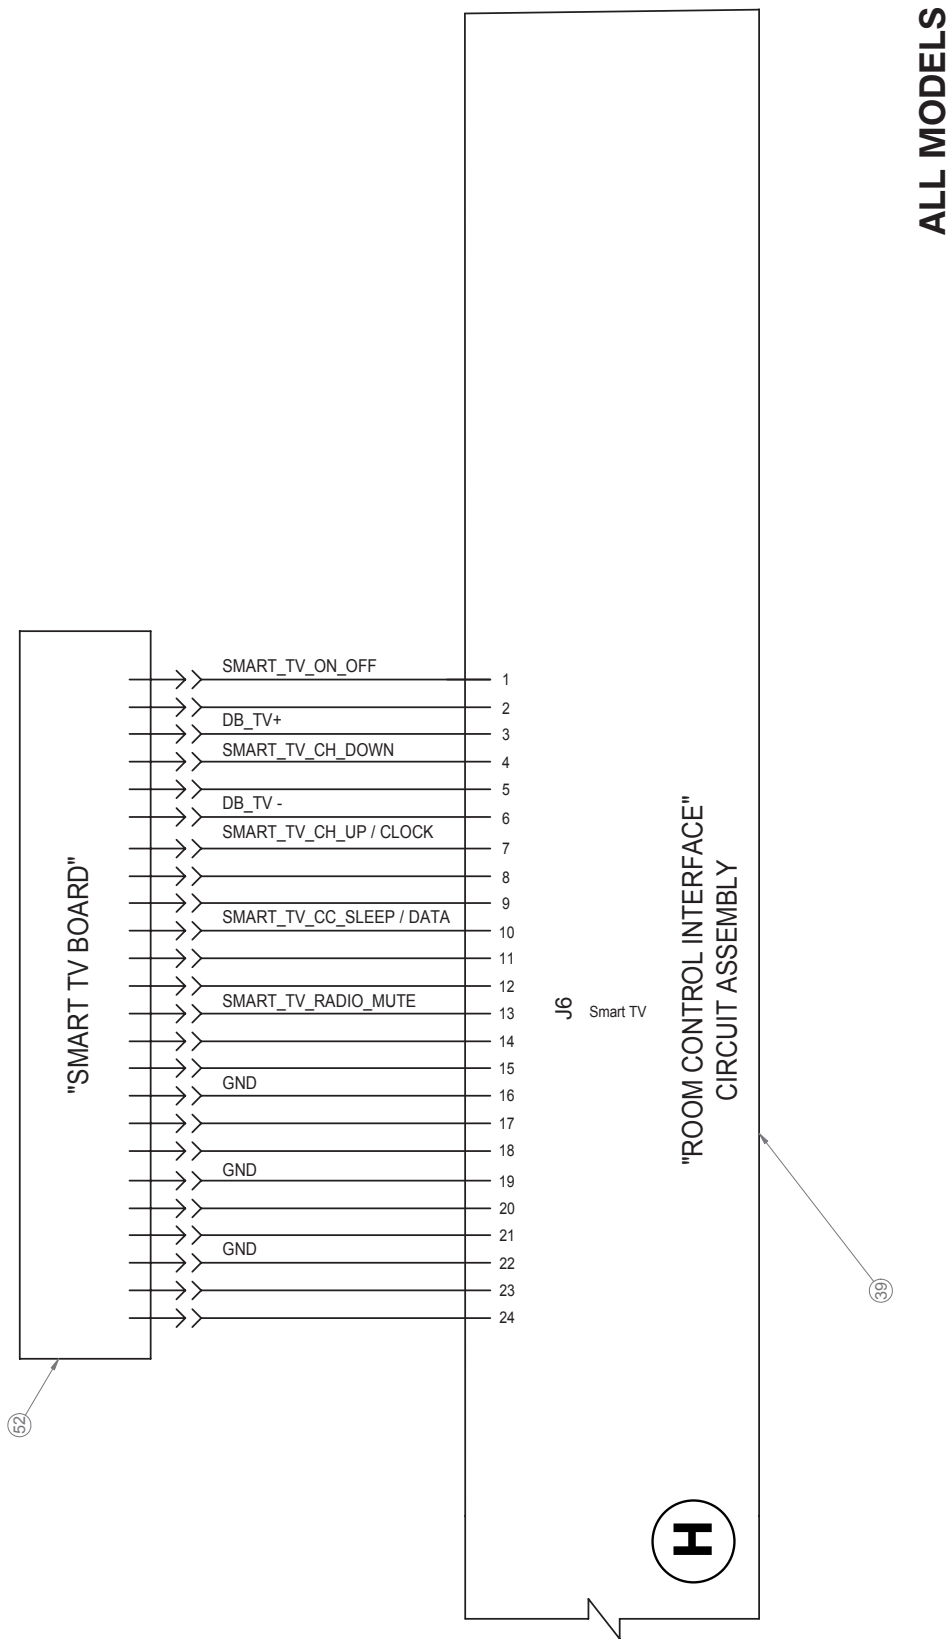 ALL MODELS
"SMART TV BOARD"
52
SMART_TV_ON_OFF
1
2
DB_TV+
3
SMART_TV_CH_DOWN
4
5
DB_TV -
6
SMART_TV_CH_UP / CLOCK
7
8
9
SMART_TV_CC_SLEEP / DATA
10
11
12
SMART_TV_RADIO_MUTE
13
14
15
GND
16
17
18
GND
19
20
21
GND
22
23
24
J6
Smart TV
"ROOM CONTROL INTERFACE"
CIRCUIT ASSEMBLY
39
H